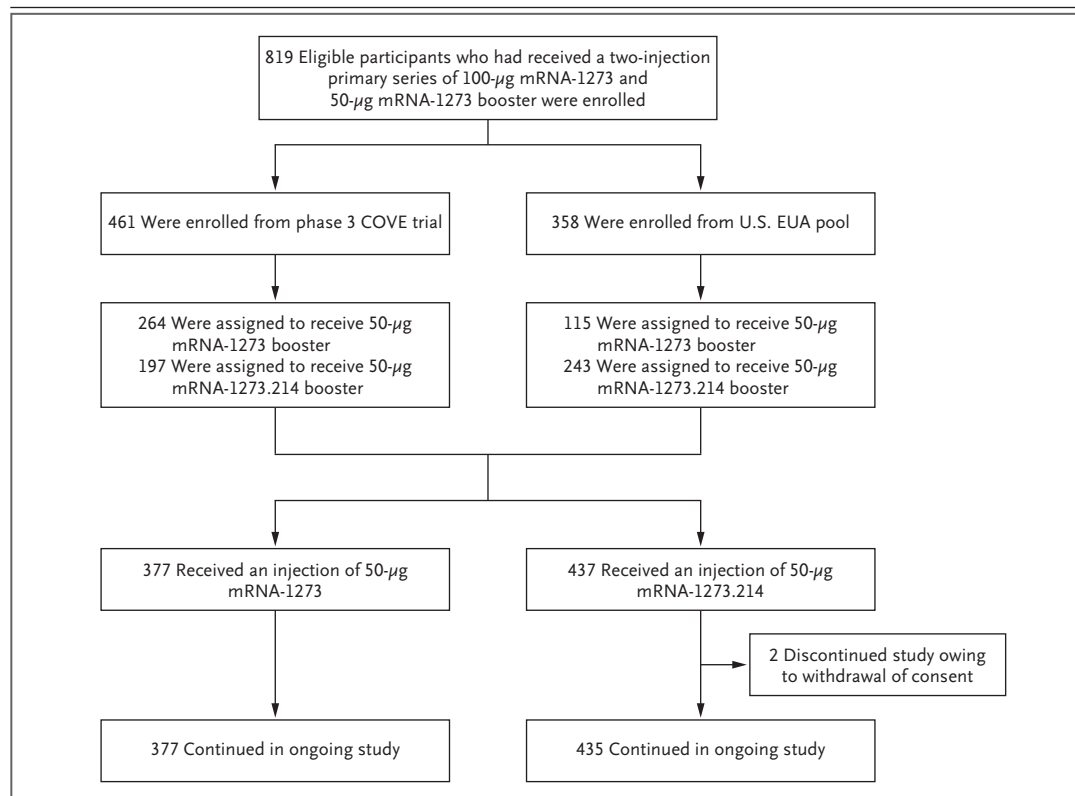 819 Eligible participants who had received a two-injection
primary series of 100-µg mRNA-1273 and
50-µg mRNA-1273 booster were enrolled
461 Were enrolled from phase 3 COVE trial
358 Were enrolled from U.S. EUA pool
264 Were assigned to receive 50-µg
mRNA-1273 booster
197 Were assigned to receive 50-µg
mRNA-1273.214 booster
115 Were assigned to receive 50-µg
mRNA-1273 booster
243 Were assigned to receive 50-µg
mRNA-1273.214 booster
377 Received an injection of 50-µg
mRNA-1273
437 Received an injection of 50-µg
mRNA-1273.214
2 Discontinued study owing
to withdrawal of consent
377 Continued in ongoing study
435 Continued in ongoing study